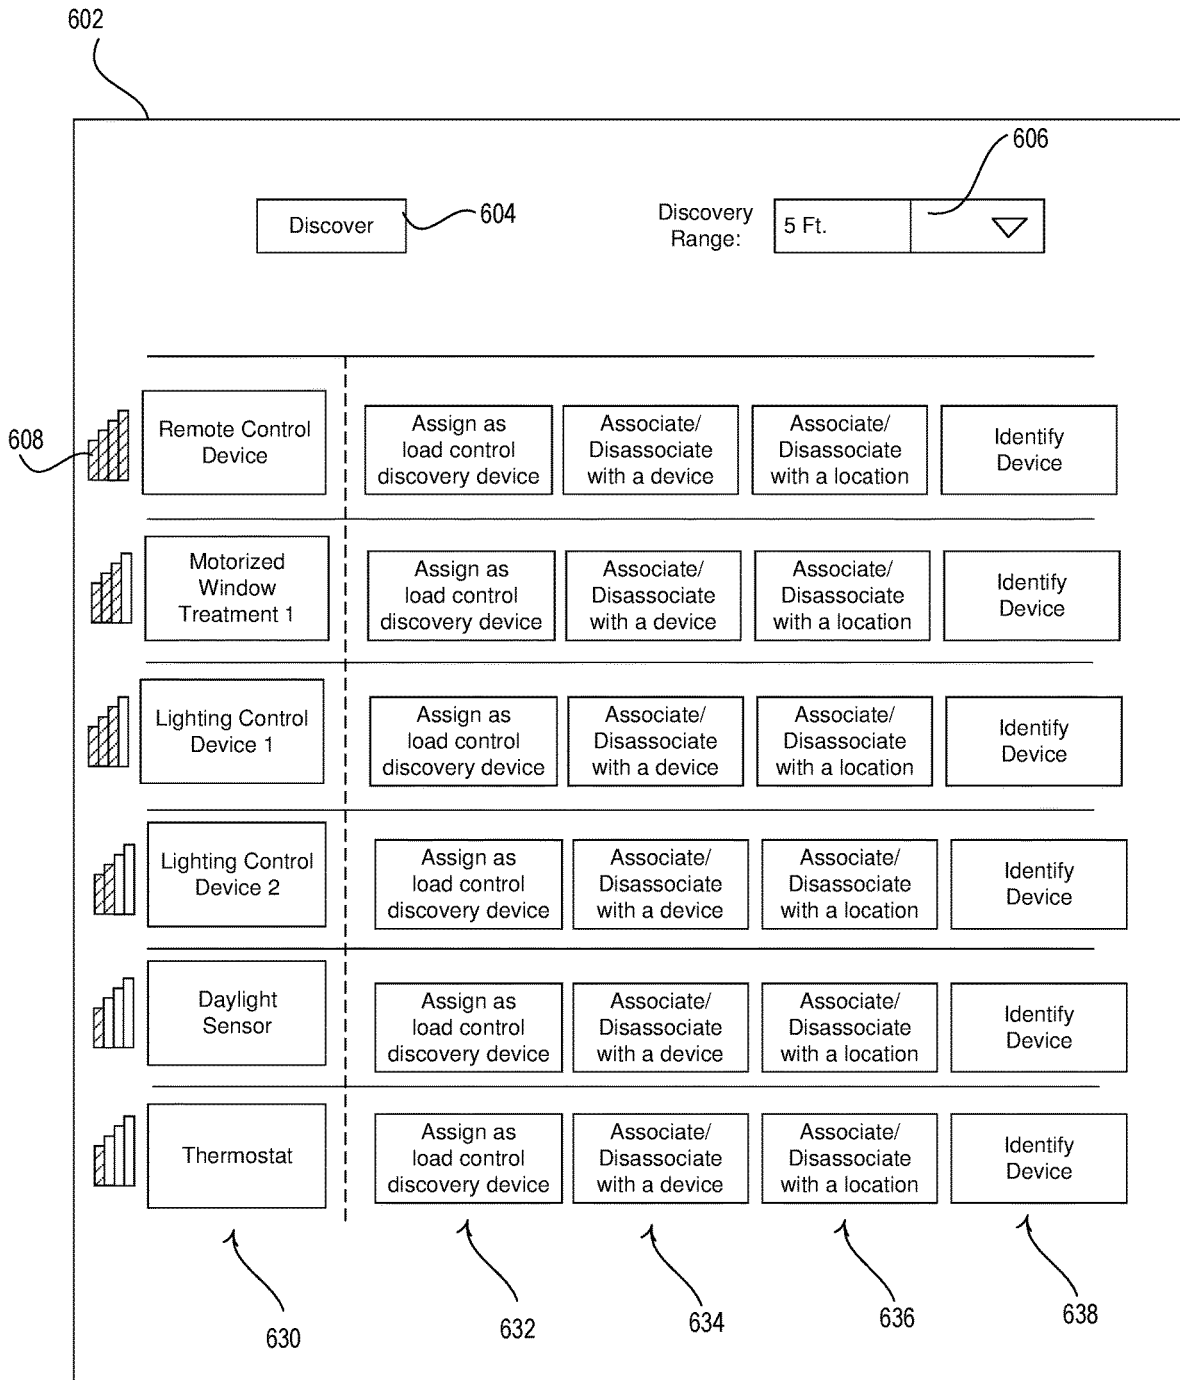 602
606
Discover
604
Discovery
Range:
5 Ft.
608
Remote Control
Device
Assign as
load control
discovery device
Associate/
Disassociate
with a device
Associate/
Disassociate
with a location
Identify
Device
Motorized
Window
Treatment 1
Assign as
load control
discovery device
Associate/
Disassociate
with a device
Associate/
Disassociate
with a location
Identify
Device
Lighting Control
Device 1
Assign as
load control
discovery device
Associate/
Disassociate
with a device
Associate/
Disassociate
with a location
Identify
Device
Lighting Control
Device 2
Assign as
load control
discovery device
Associate/
Disassociate
with a device
Associate/
Disassociate
with a location
Identify
Device
Daylight
Sensor
Assign as
load control
discovery device
Associate/
Disassociate
with a device
Associate/
Disassociate
with a location
Identify
Device
Thermostat
Assign as
load control
discovery device
Associate/
Disassociate
with a device
Associate/
Disassociate
with a location
Identify
Device
630
632
634
636
638